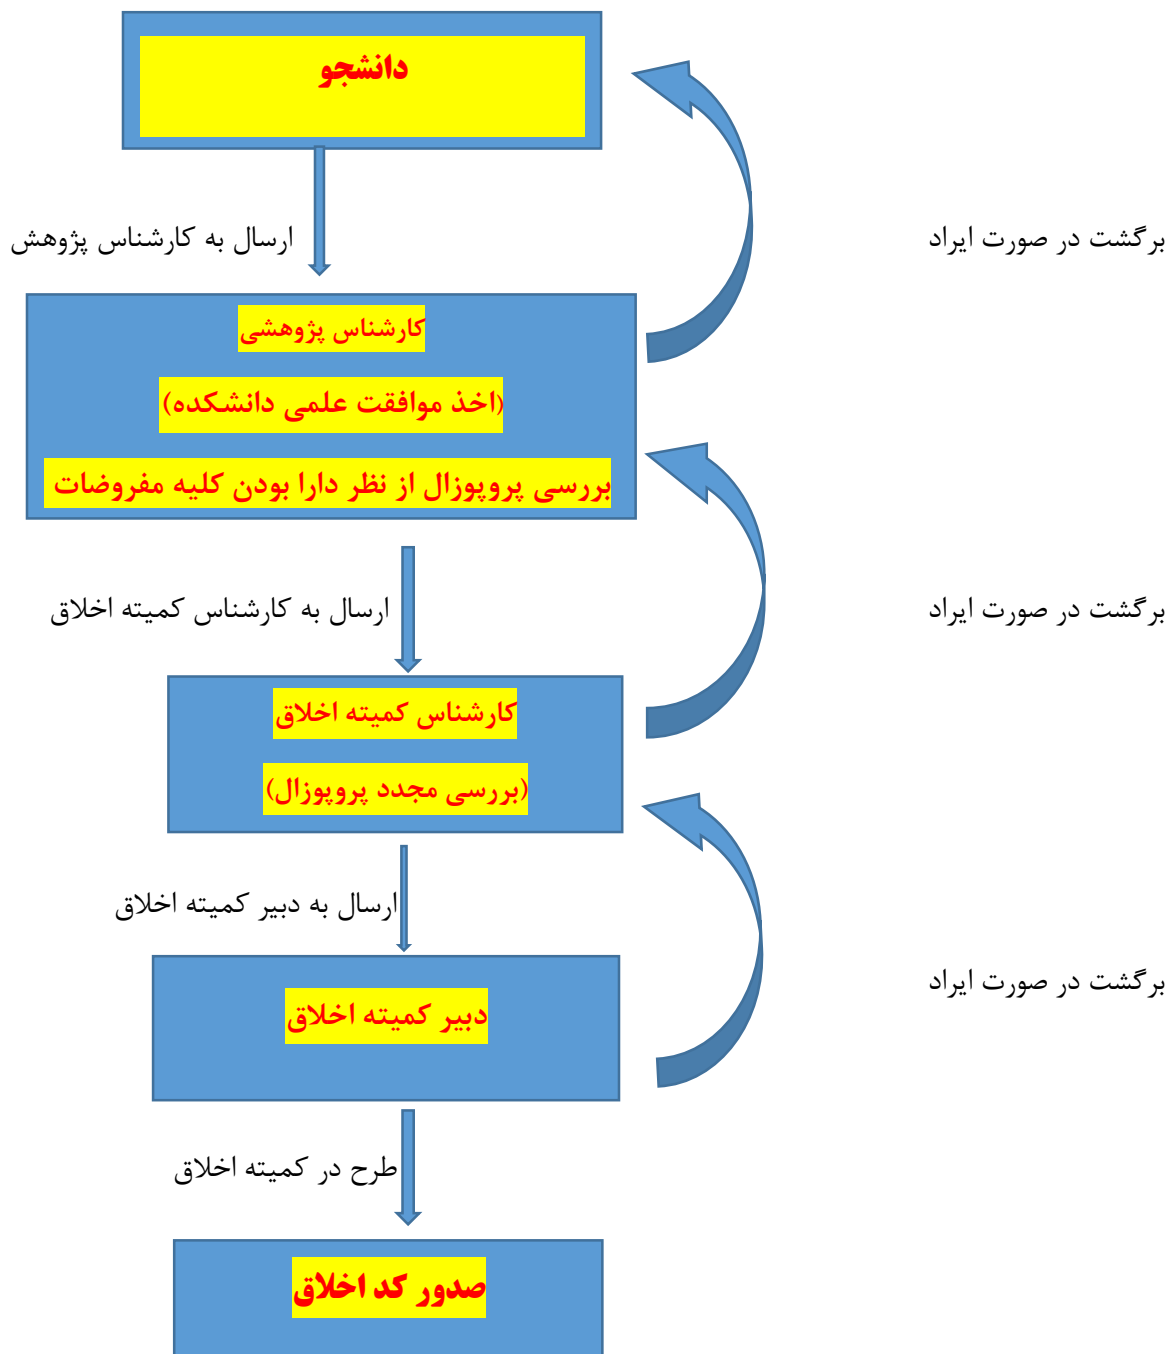 دانشجو
ارسال به کارشناس پژوهش
برگشت در صورت ایراد
کارشناس پژوهشی
(اخذ موافقت علمی دانشکده)
بررسی پروپوزال از نظر دارا بودن کلیه مفروضات
ارسال به کارشناس کمیته اخلاق
برگشت در صورت ایراد
کارشناس کمیته اخلاق
(بررسی مجدد پروپوزال)
ارسال به دبیر کمیته اخلاق
برگشت در صورت ایراد
دبیر کمیته اخلاق
طرح در کمیته اخلاق
صدور کد اخلاق